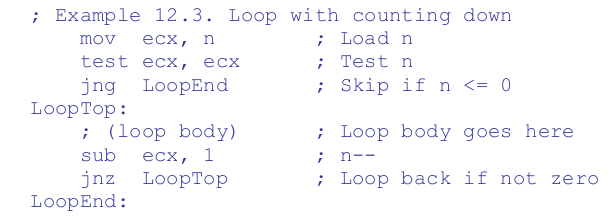 ; Example 12.3. Loop with counting down
mov ecx, n ; Load n
test ecx, ecx ; Test n
jng LoopEnd ; Skip if n <= 0
LoopTop:
; (loop body) ; Loop body goes here
sub ecx, 1 ; n--
jnz LoopTop ; Loop back if not zero
LoopEnd: